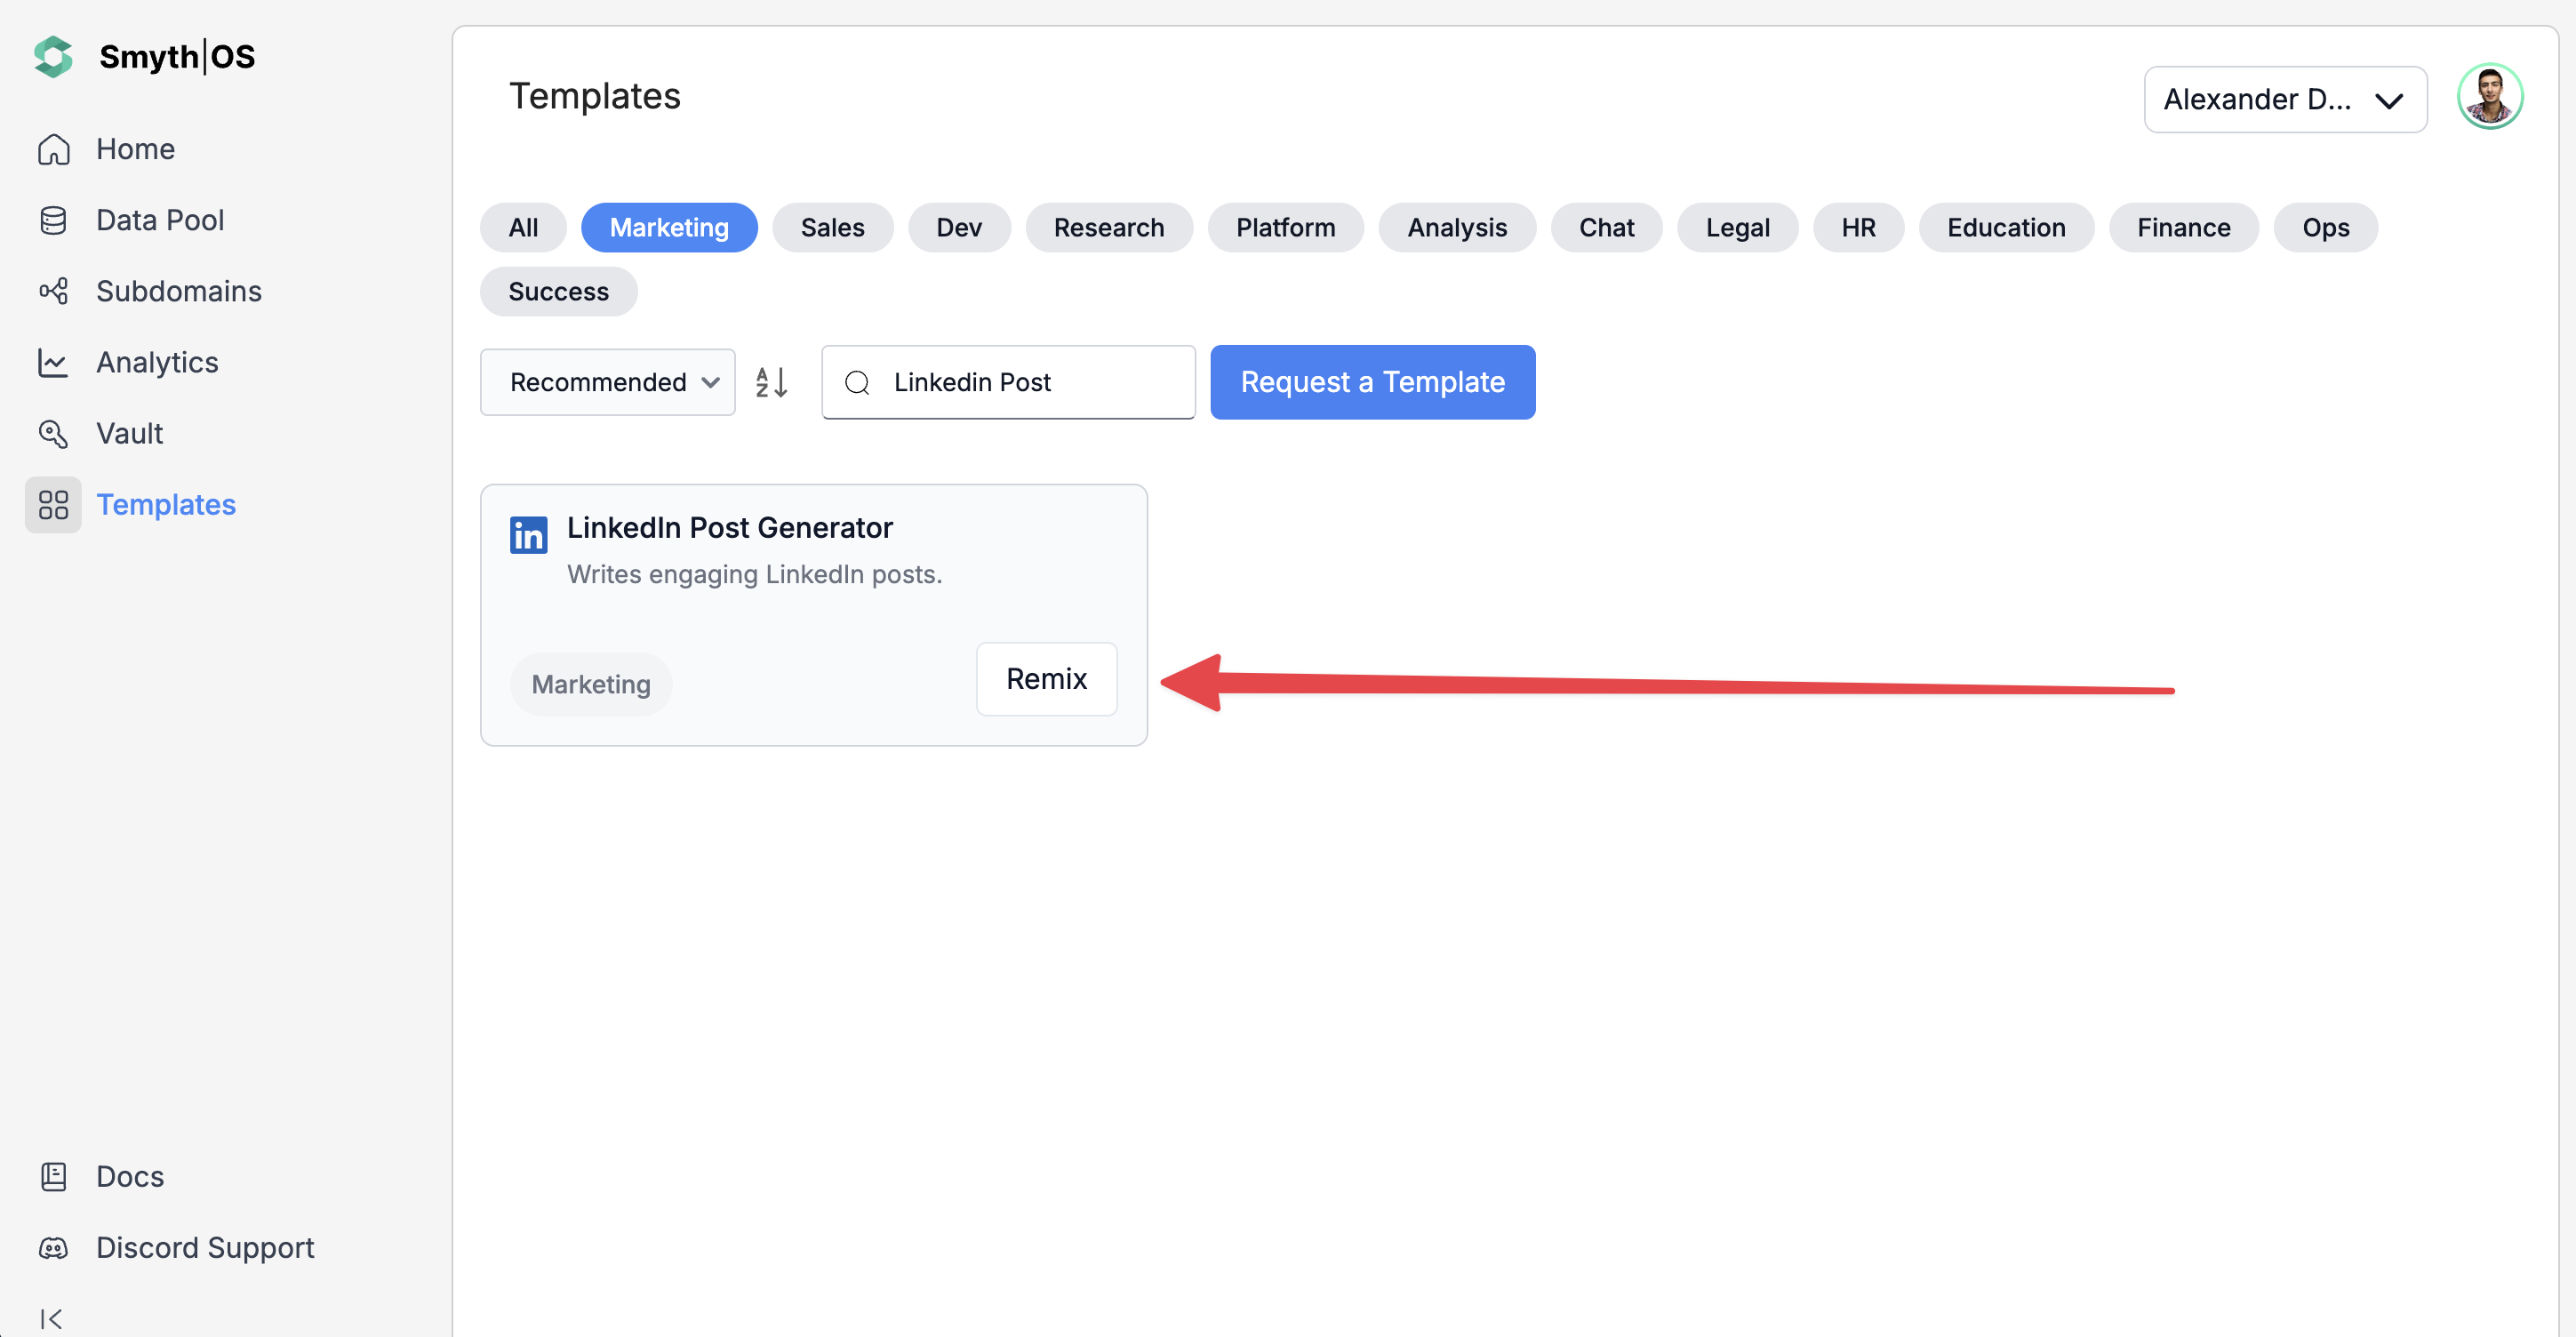 Smyth|OS
Home
Data Pool
Subdomains
Analytics
Vault
Templates
Docs
Discord Support
Templates
Alexander D...
All Marketing Sales Dev Research Platform Analysis Chat Legal HR Education Finance Ops
Success
Recommended
A
Z
Linkedin Post
Request a Template
in
LinkedIn Post Generator
Writes engaging LinkedIn posts.
Marketing
Remix